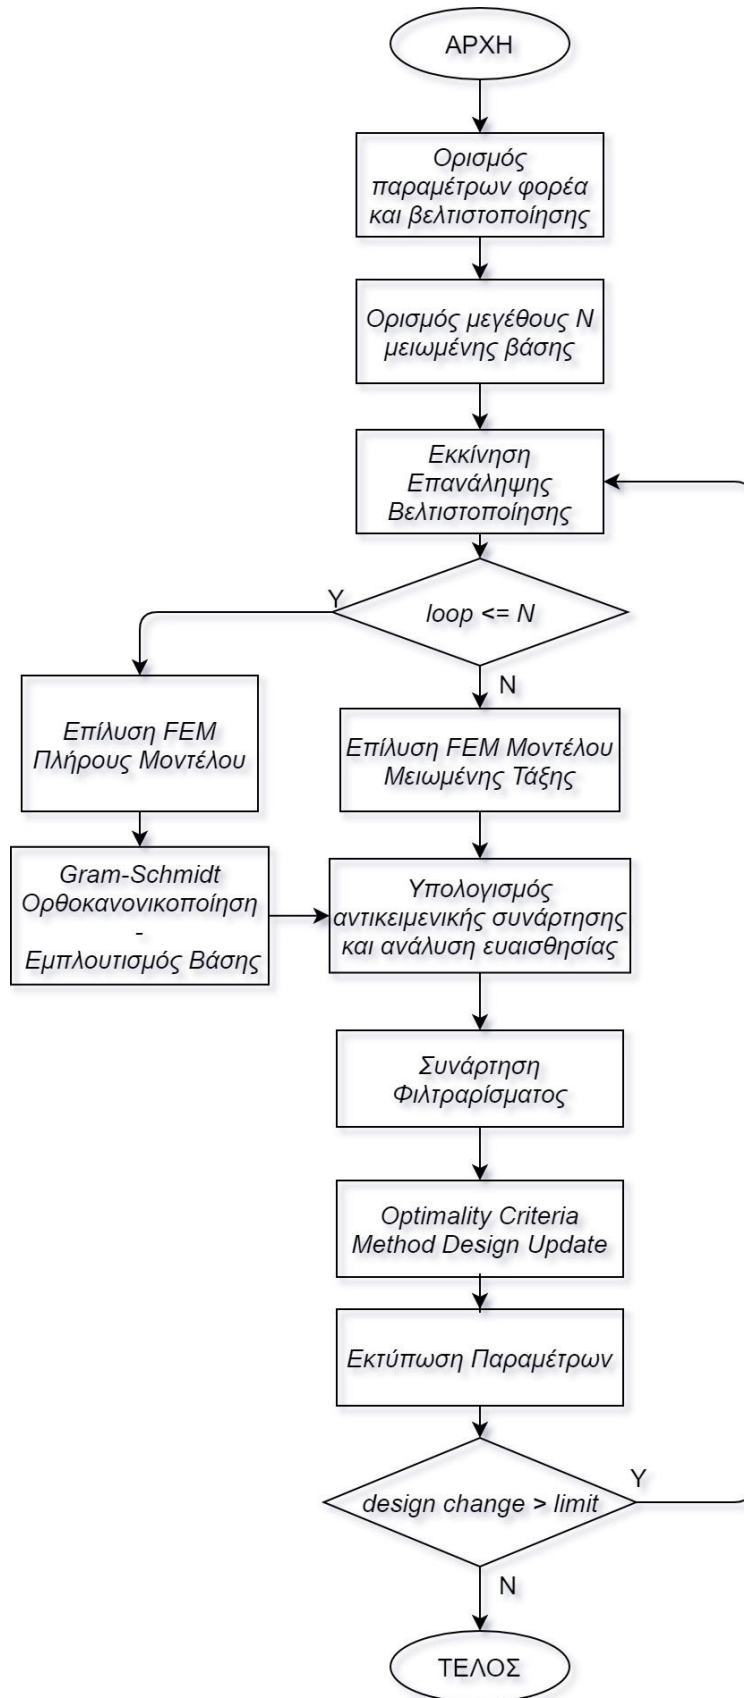 ΑΡΧΗ
Ορισμός
παραμέτρων φορέα
και βελτιστοποίησης
Ορισμός μεγέθους Ν
μειωμένης βάσης
Εκκίνηση
Επανάληψης
Βελτιστοποίησης
loop <= N
Y
N
Επίλυση FEM
Πλήρους Μοντέλου
Επίλυση FEM Μοντέλου
Μειωμένης Τάξης
Gram-Schmidt
Ορθοκανονικοποίηση
-
Εμπλουτισμός Βάσης
Υπολογισμός
αντικειμενικής συνάρτησης
και ανάλυση ευαισθησίας
Συνάρτηση
Φιλτραρίσματος
Optimality Criteria
Method Design Update
Εκτύπωση Παραμέτρων
design change > limit
Y
N
ΤΕΛΟΣ